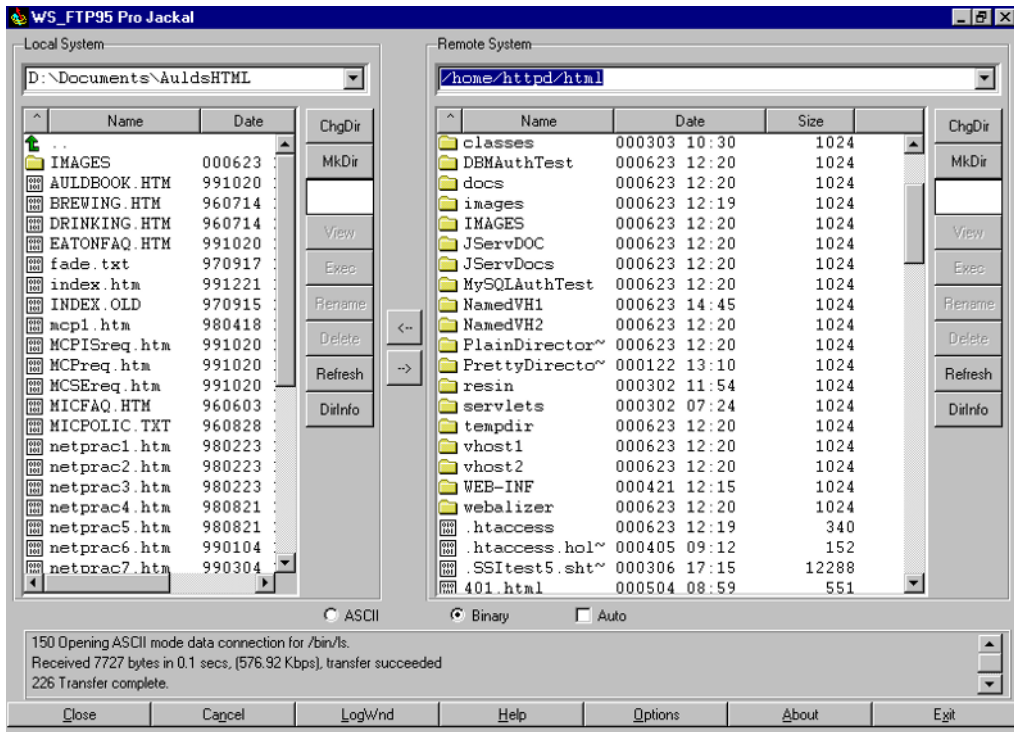 WS_FTP95 Pro Jackal
Local System
D:\Documents\AuldsHTML
^ Name Date
..
IMAGES 000623
AULDBOOK.HTM 991020
BREWING.HTM 960714
DRINKING.HTM 960714
EATONFAQ.HTM 991020
fade.txt 970917
index.htm 991221
INDEX.OLD 970915
mcp1.htm 980418
MCPISreq.htm 991020
MCPreq.htm 991020
MCSEreq.htm 991020
MICFAQ.HTM 960603
MICPOLIC.TXT 960828
netprac1.htm 980223
netprac2.htm 980223
netprac3.htm 980223
netprac4.htm 980821
netprac5.htm 980821
netprac6.htm 990104
netprac7.htm 990304
ChgDir
MkDir
View
Exec
Rename
Delete
Refresh
DirInfo
<--
-->
Remote System
/home/httpd/html
^ Name Date Size
classes 000303 10:30 1024
DBMAuthTest 000623 12:20 1024
docs 000623 12:20 1024
images 000623 12:19 1024
IMAGES 000623 12:20 1024
JServDOC 000623 12:20 1024
JServDocs 000623 12:20 1024
MySQLAuthTest 000623 12:20 1024
NamedVH1 000623 14:45 1024
NamedVH2 000623 12:20 1024
PlainDirector~ 000623 12:20 1024
PrettyDirecto~ 000122 13:10 1024
resin 000302 11:54 1024
servlets 000302 07:24 1024
tempdir 000623 12:20 1024
vhost1 000623 12:20 1024
vhost2 000623 12:20 1024
WEB-INF 000421 12:15 1024
webalizer 000623 12:20 1024
.htaccess 000623 12:19 340
.htaccess.hol~ 000405 09:12 152
.SSItest5.sht~ 000306 17:15 12288
401.html 000504 08:59 551
ChgDir
MkDir
View
Exec
Rename
Delete
Refresh
DirInfo
ASCII Binary Auto
150 Opening ASCII mode data connection for /bin/ls.
Received 7727 bytes in 0.1 secs, (576.92 Kbps), transfer succeeded
226 Transfer complete.
Close Cancel LogWnd Help Options About Exit